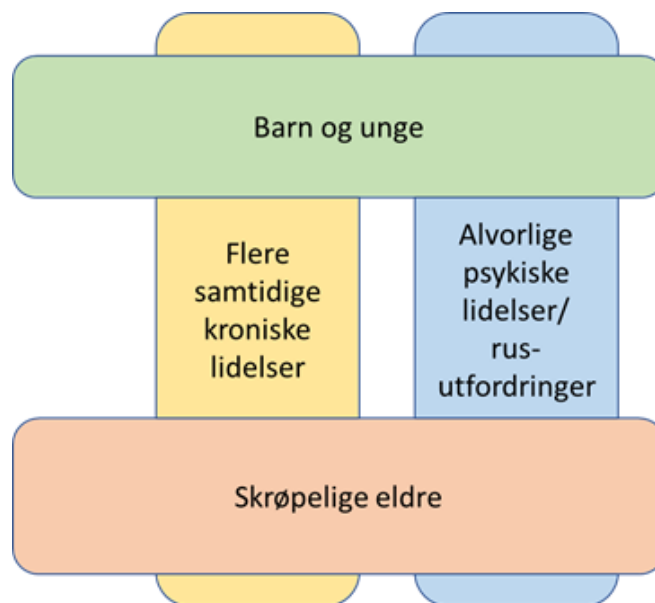 Barn og unge
Flere
samtidige
kroniske
lidelser
Alvorlige
psykiske
lidelser/
rus-
utfordringer
Skrøpelige eldre